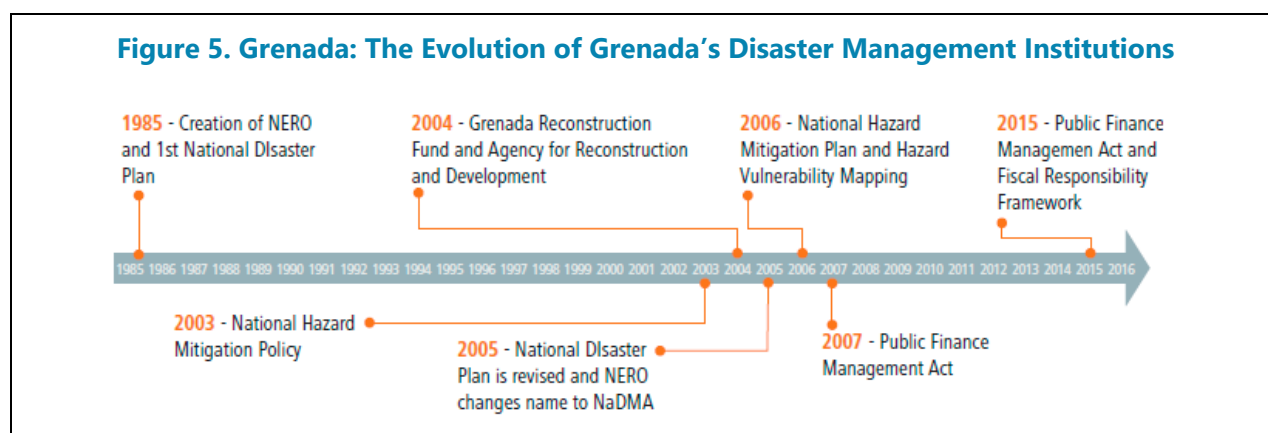 Figure 5. Grenada: The Evolution of Grenada's Disaster Management Institutions
1985 - Creation of NERO
and 1st National DIsaster
Plan
2004 - Grenada Reconstruction
Fund and Agency for Reconstruction
and Development
2006 - National Hazard
Mitigation Plan and Hazard
Vulnerability Mapping
2015 - Public Finance
Managemen Act and
Fiscal Responsibility
Framework
1985 1986 1987 1988 1989 1990 1991 1992 1993 1994 1995 1996 1997 1998 1999 2000 2001 2002 2003 2004 2005 2006 2007 2008 2009 2010 2011 2012 2013 2014 2015 2016
2003 - National Hazard
Mitigation Policy
2005 - National DIsaster
Plan is revised and NERO
changes name to NaDMA
2007 - Public Finance
Management Act